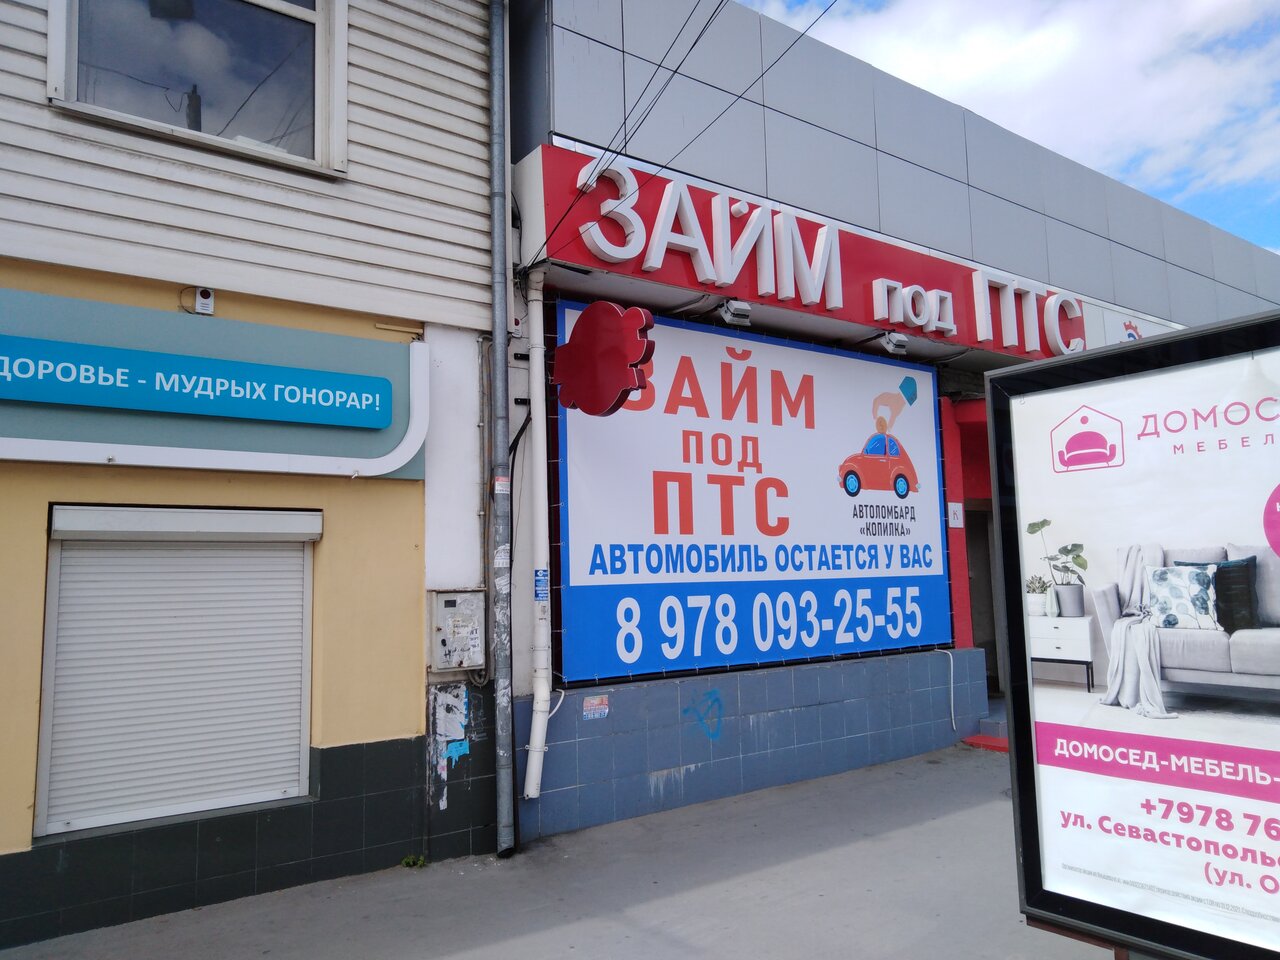 ДОРОВЬЕ - МУДРЫХ ГОНОРАР!
ЗАЙМ ПОД ПТС
ЗАЙМ
ПОД
ПТС
АВТОЛОМБАРД
«КОПИЛКА»
АВТОМОБИЛЬ ОСТАЕТСЯ У ВАС
8 978 093-25-55
К
ДОМОС
МЕБЕЛ
ДОМОСЕД-МЕБЕЛЬ-
+7978 76
ул. Севастополь
(ул. О